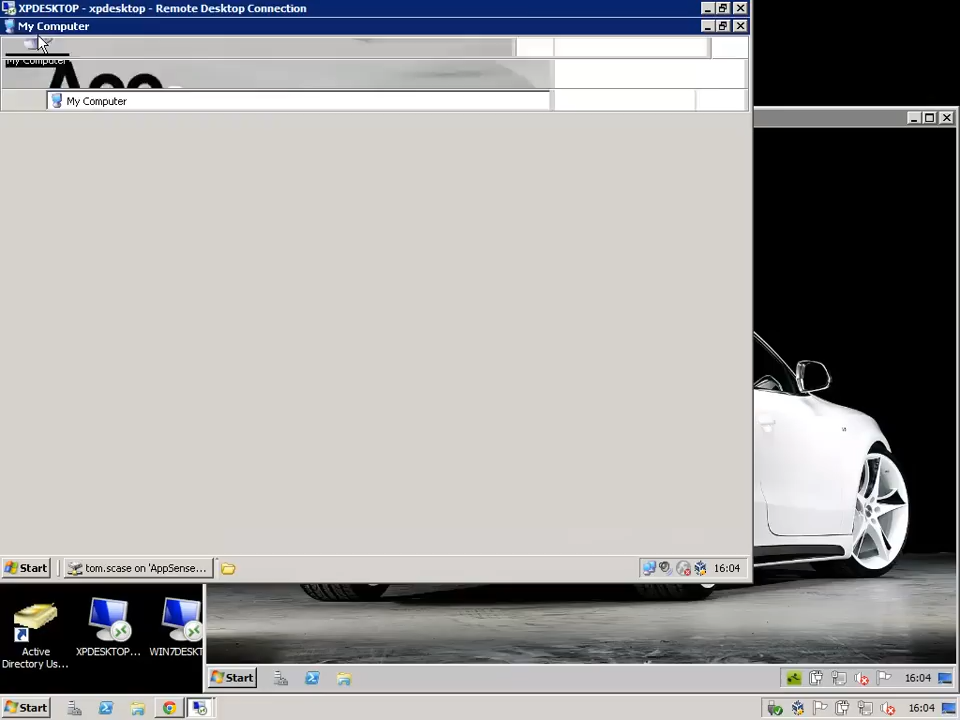 XPDESKTOP - xpdesktop - Remote Desktop Connection
My Computer
My Computer
My Computer
Start
tom.scase on 'AppSense...
16:04
Active
Directory Us...
XPDESKTOP...
WIN7DESKT
Start
16:04
Start
16:04